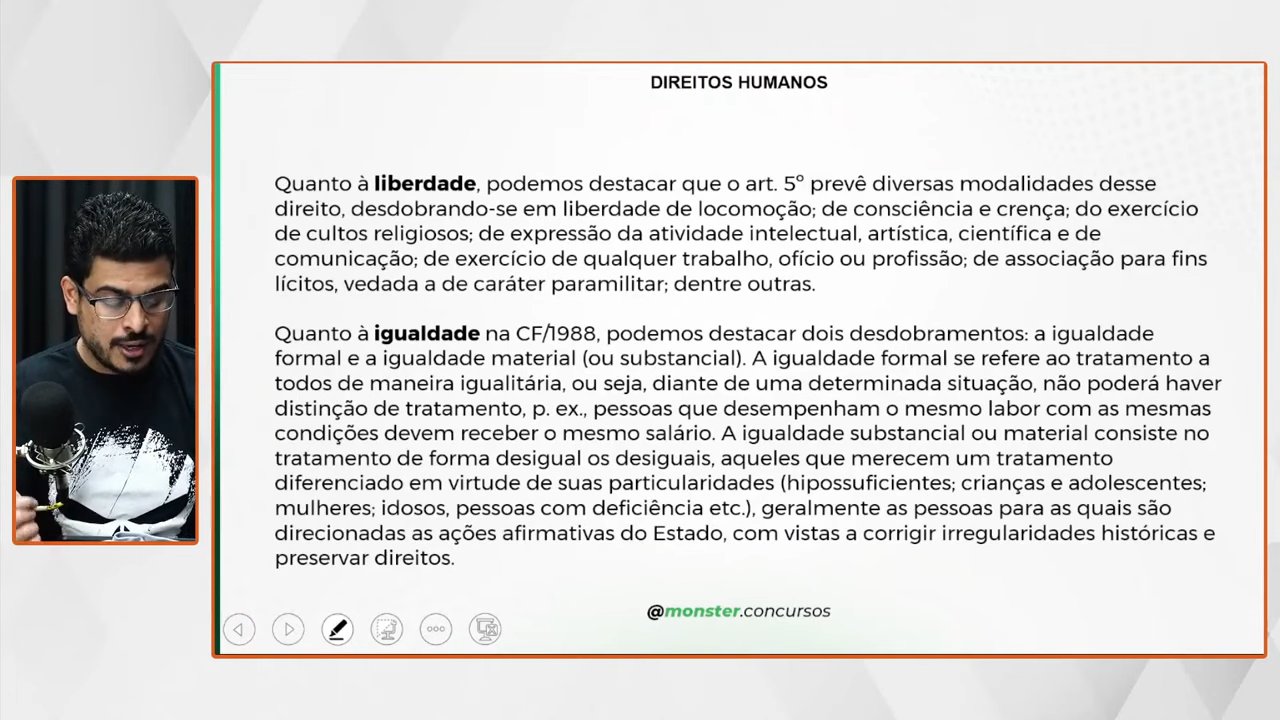 DIREITOS HUMANOS
Quanto à liberdade, podemos destacar que o art. 5º prevê diversas modalidades desse
direito, desdobrando-se em liberdade de locomoção; de consciência e crença; do exercício
de cultos religiosos; de expressão da atividade intelectual, artística, científica e de
comunicação; de exercício de qualquer trabalho, ofício ou profissão; de associação para fins
lícitos, vedada a de caráter paramilitar; dentre outras.
Quanto à igualdade na CF/1988, podemos destacar dois desdobramentos: a igualdade
formal e a igualdade material (ou substancial). A igualdade formal se refere ao tratamento a
todos de maneira igualitária, ou seja, diante de uma determinada situação, não poderá haver
distinção de tratamento, p. ex., pessoas que desempenham o mesmo labor com as mesmas
condições devem receber o mesmo salário. A igualdade substancial ou material consiste no
tratamento de forma desigual os desiguais, aqueles que merecem um tratamento
diferenciado em virtude de suas particularidades (hipossuficientes; crianças e adolescentes;
mulheres; idosos, pessoas com deficiência etc.), geralmente as pessoas para as quais são
direcionadas as ações afirmativas do Estado, com vistas a corrigir irregularidades históricas e
preservar direitos.
@monster.concursos